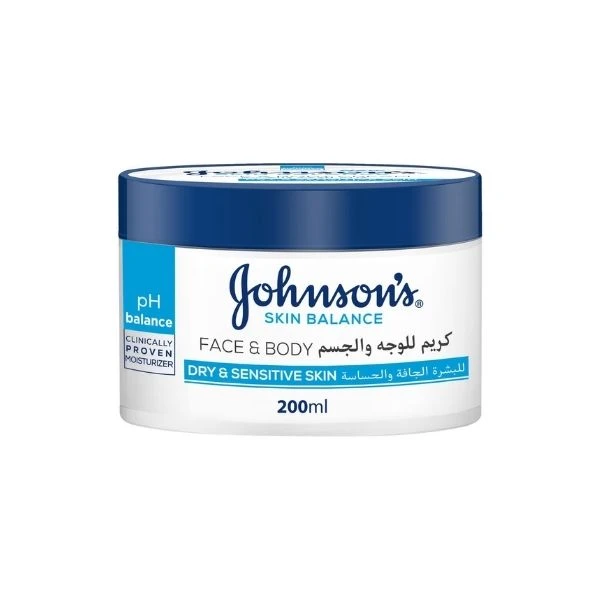 Johnson's
pH
balance
CLINICALLY
PROVEN
MOISTURIZER
Johnson's®
SKIN BALANCE
FACE & BODY كريم للوجه والجسم
DRY & SENSITIVE SKIN للبشرة الجافة والحساسة
200ml